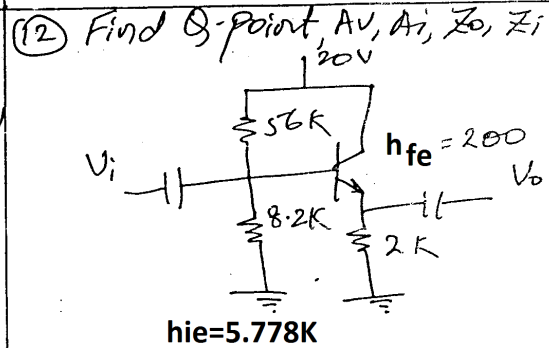 (12) Find Q-point, Av, Ai, Zo, Zi
20V
56K
hfe = 200
Vi
Vo
8.2K
2K
hie=5.778K